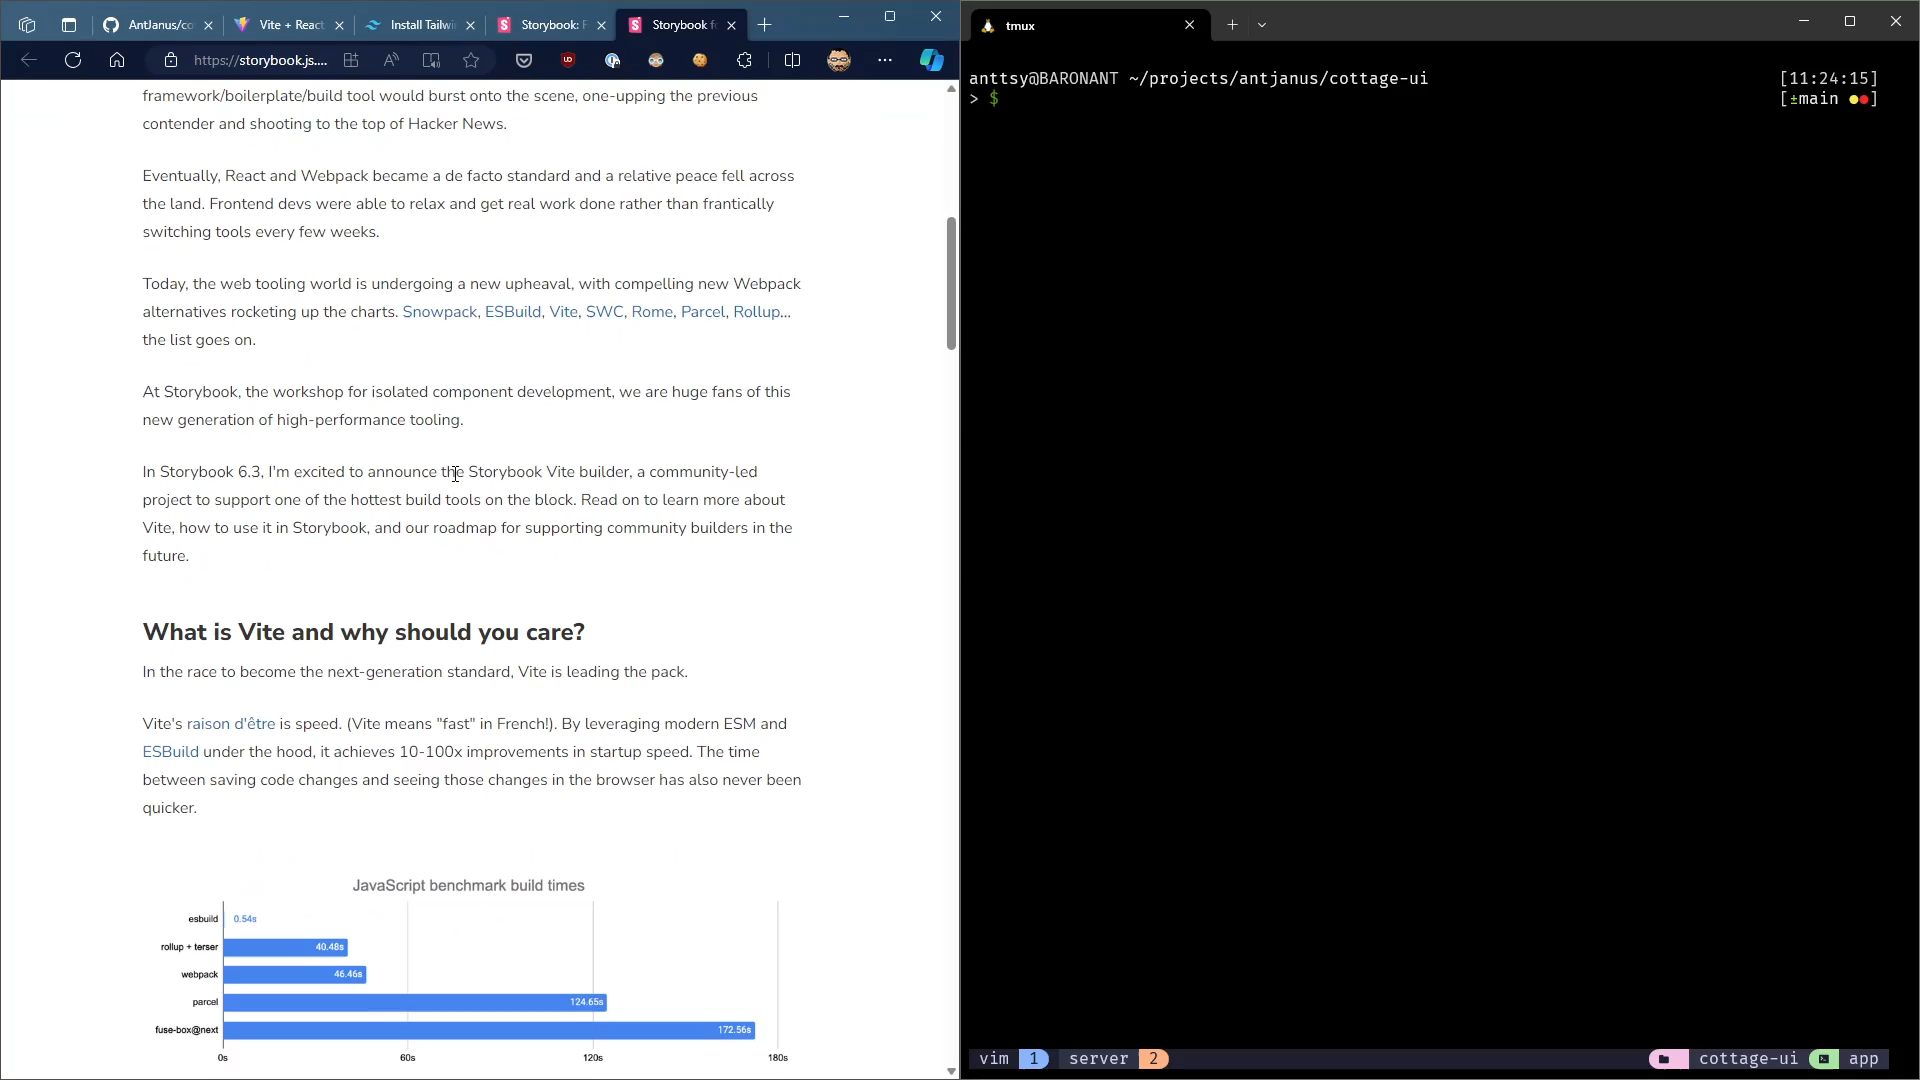 AntJanus/co
Vite + React
Install Tailwi
Storybook: F
Storybook fo
https://storybook.js....
framework/boilerplate/build tool would burst onto the scene, one-upping the previous
contender and shooting to the top of Hacker News.
Eventually, React and Webpack became a de facto standard and a relative peace fell across
the land. Frontend devs were able to relax and get real work done rather than frantically
switching tools every few weeks.
Today, the web tooling world is undergoing a new upheaval, with compelling new Webpack
alternatives rocketing up the charts. Snowpack, ESBuild, Vite, SWC, Rome, Parcel, Rollup...
the list goes on.
At Storybook, the workshop for isolated component development, we are huge fans of this
new generation of high-performance tooling.
In Storybook 6.3, I'm excited to announce the Storybook Vite builder, a community-led
project to support one of the hottest build tools on the block. Read on to learn more about
Vite, how to use it in Storybook, and our roadmap for supporting community builders in the
future.
What is Vite and why should you care?
In the race to become the next-generation standard, Vite is leading the pack.
Vite's raison d'être is speed. (Vite means "fast" in French!). By leveraging modern ESM and
ESBuild under the hood, it achieves 10-100x improvements in startup speed. The time
between saving code changes and seeing those changes in the browser has also never been
quicker.
JavaScript benchmark build times
esbuild 0.54s
rollup + terser 40.48s
webpack 46.46s
parcel 124.65s
fuse-box@next 172.56s
0s 60s 120s 180s
tmux
anttsy@BARONANT ~/projects/antjanus/cottage-ui [11:24:15]
> $ [±main ●●]
vim 1 server 2 cottage-ui app